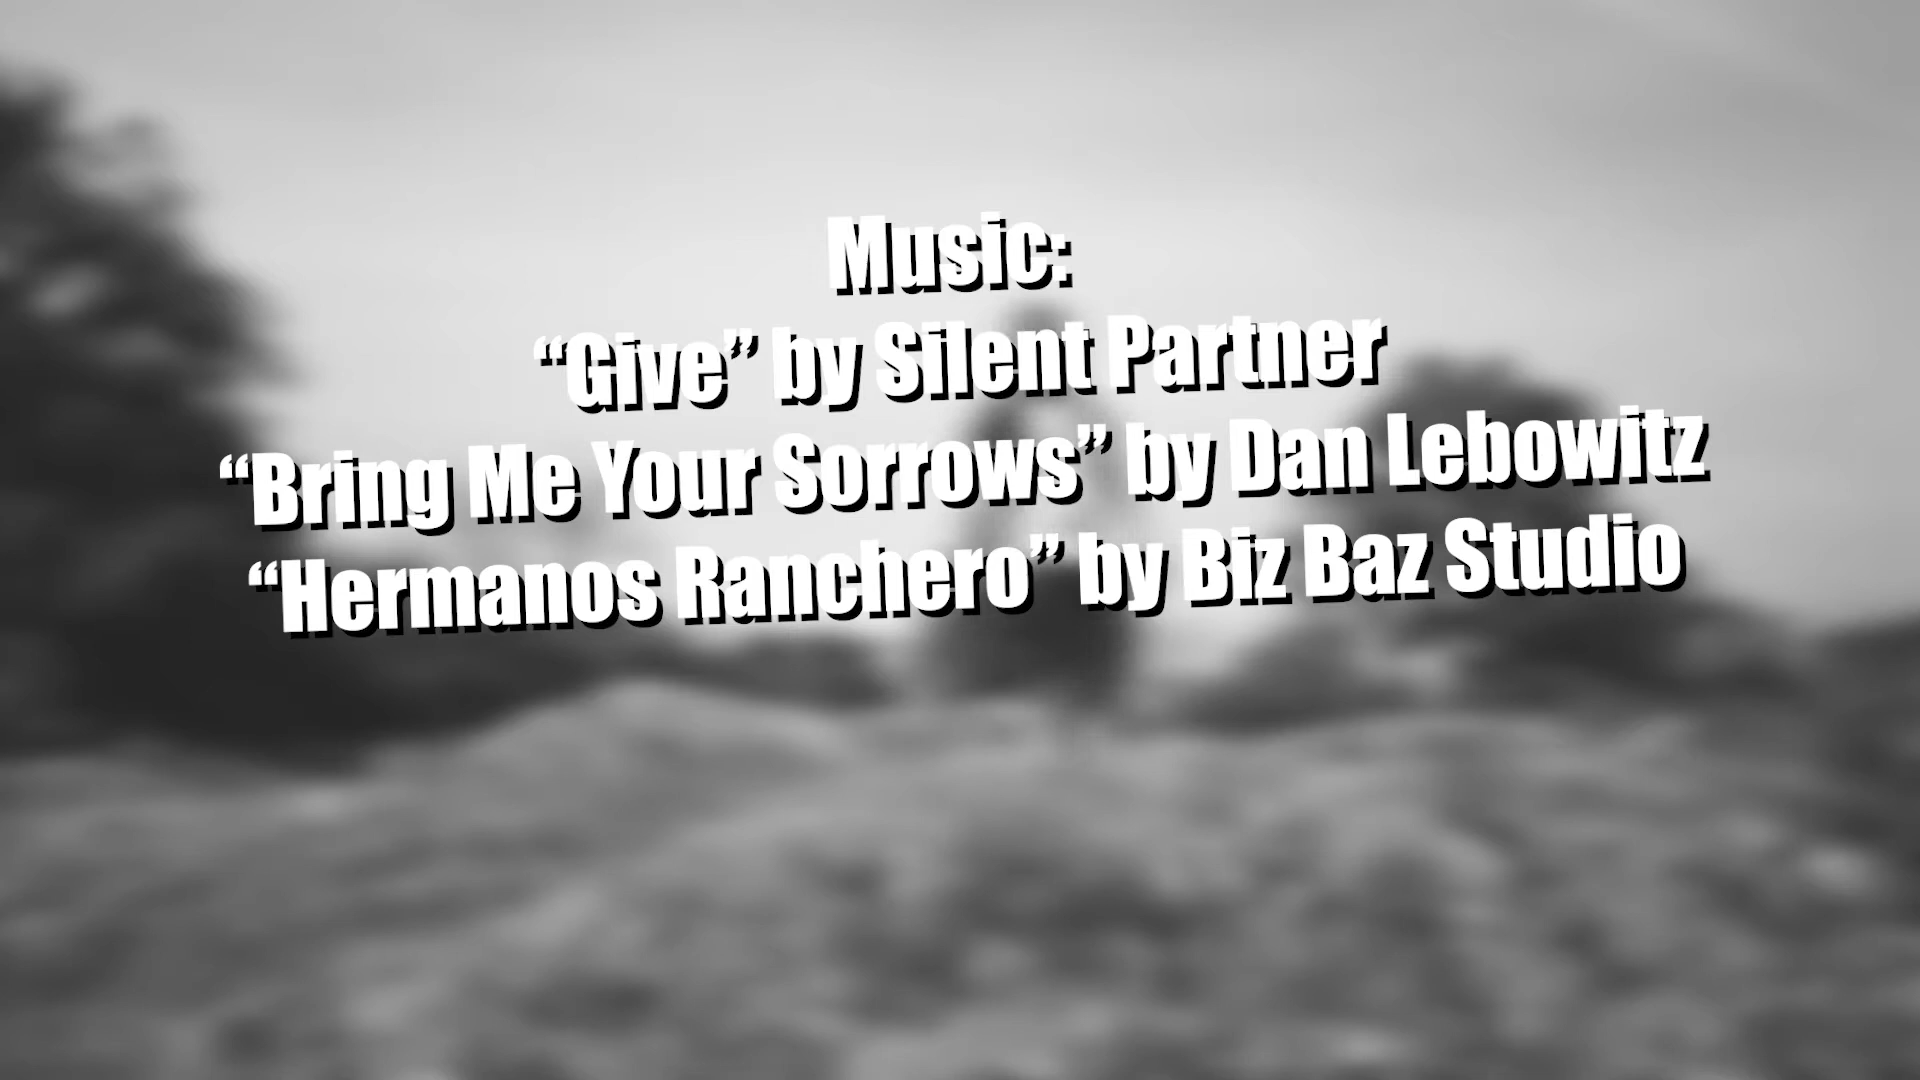 Music:
“Give” by Silent Partner
“Bring Me Your Sorrows” by Dan Lebowitz
“Hermanos Ranchero” by Biz Baz Studio